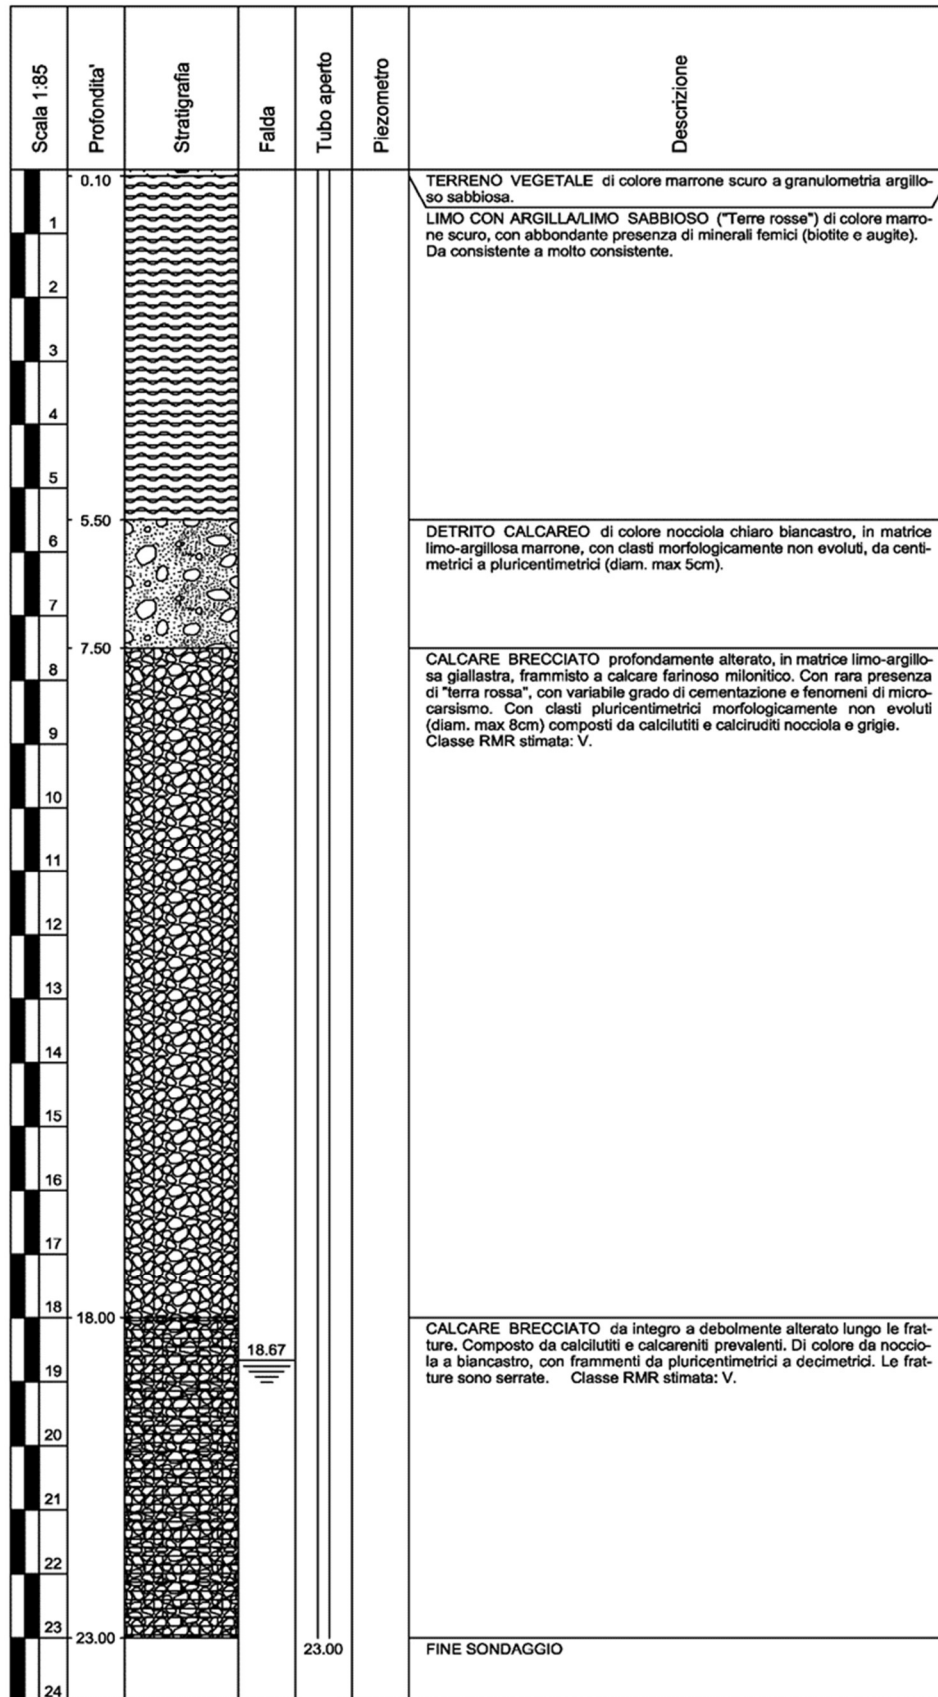 Scala 1:85
Profondita'
Stratigrafia
Falda
Tubo aperto
Piezometro
Descrizione
0.10
TERRENO VEGETALE di colore marrone scuro a granulometria argillo-
so sabbiosa.
LIMO CON ARGILLA/LIMO SABBIOSO ("Terre rosse") di colore marro-
ne scuro, con abbondante presenza di minerali femici (biotite e augite).
Da consistente a molto consistente.
1
2
3
4
5
5.50
DETRITO CALCAREO di colore nocciola chiaro biancastro, in matrice
limo-argillosa marrone, con clasti morfologicamente non evoluti, da centi-
metrici a pluricentimetrici (diam. max 5cm).
6
7
7.50
CALCARE BRECCIATO profondamente alterato, in matrice limo-argillo-
sa giallastra, frammisto a calcare farinoso milonitico. Con rara presenza
di "terra rossa", con variabile grado di cementazione e fenomeni di micro-
carsismo. Con clasti pluricentimetrici morfologicamente non evoluti
(diam. max 8cm) composti da calcilutiti e calciruditi nocciola e grigie.
Classe RMR stimata: V.
8
9
10
11
12
13
14
15
16
17
18
18.00
CALCARE BRECCIATO da integro a debolmente alterato lungo le frat-
ture. Composto da calcilutiti e calcareniti prevalenti. Di colore da noccio-
la a biancastro, con frammenti da pluricentimetrici a decimetrici. Le frat-
ture sono serrate. Classe RMR stimata: V.
18.67
19
20
21
22
23
23.00
23.00
FINE SONDAGGIO
24